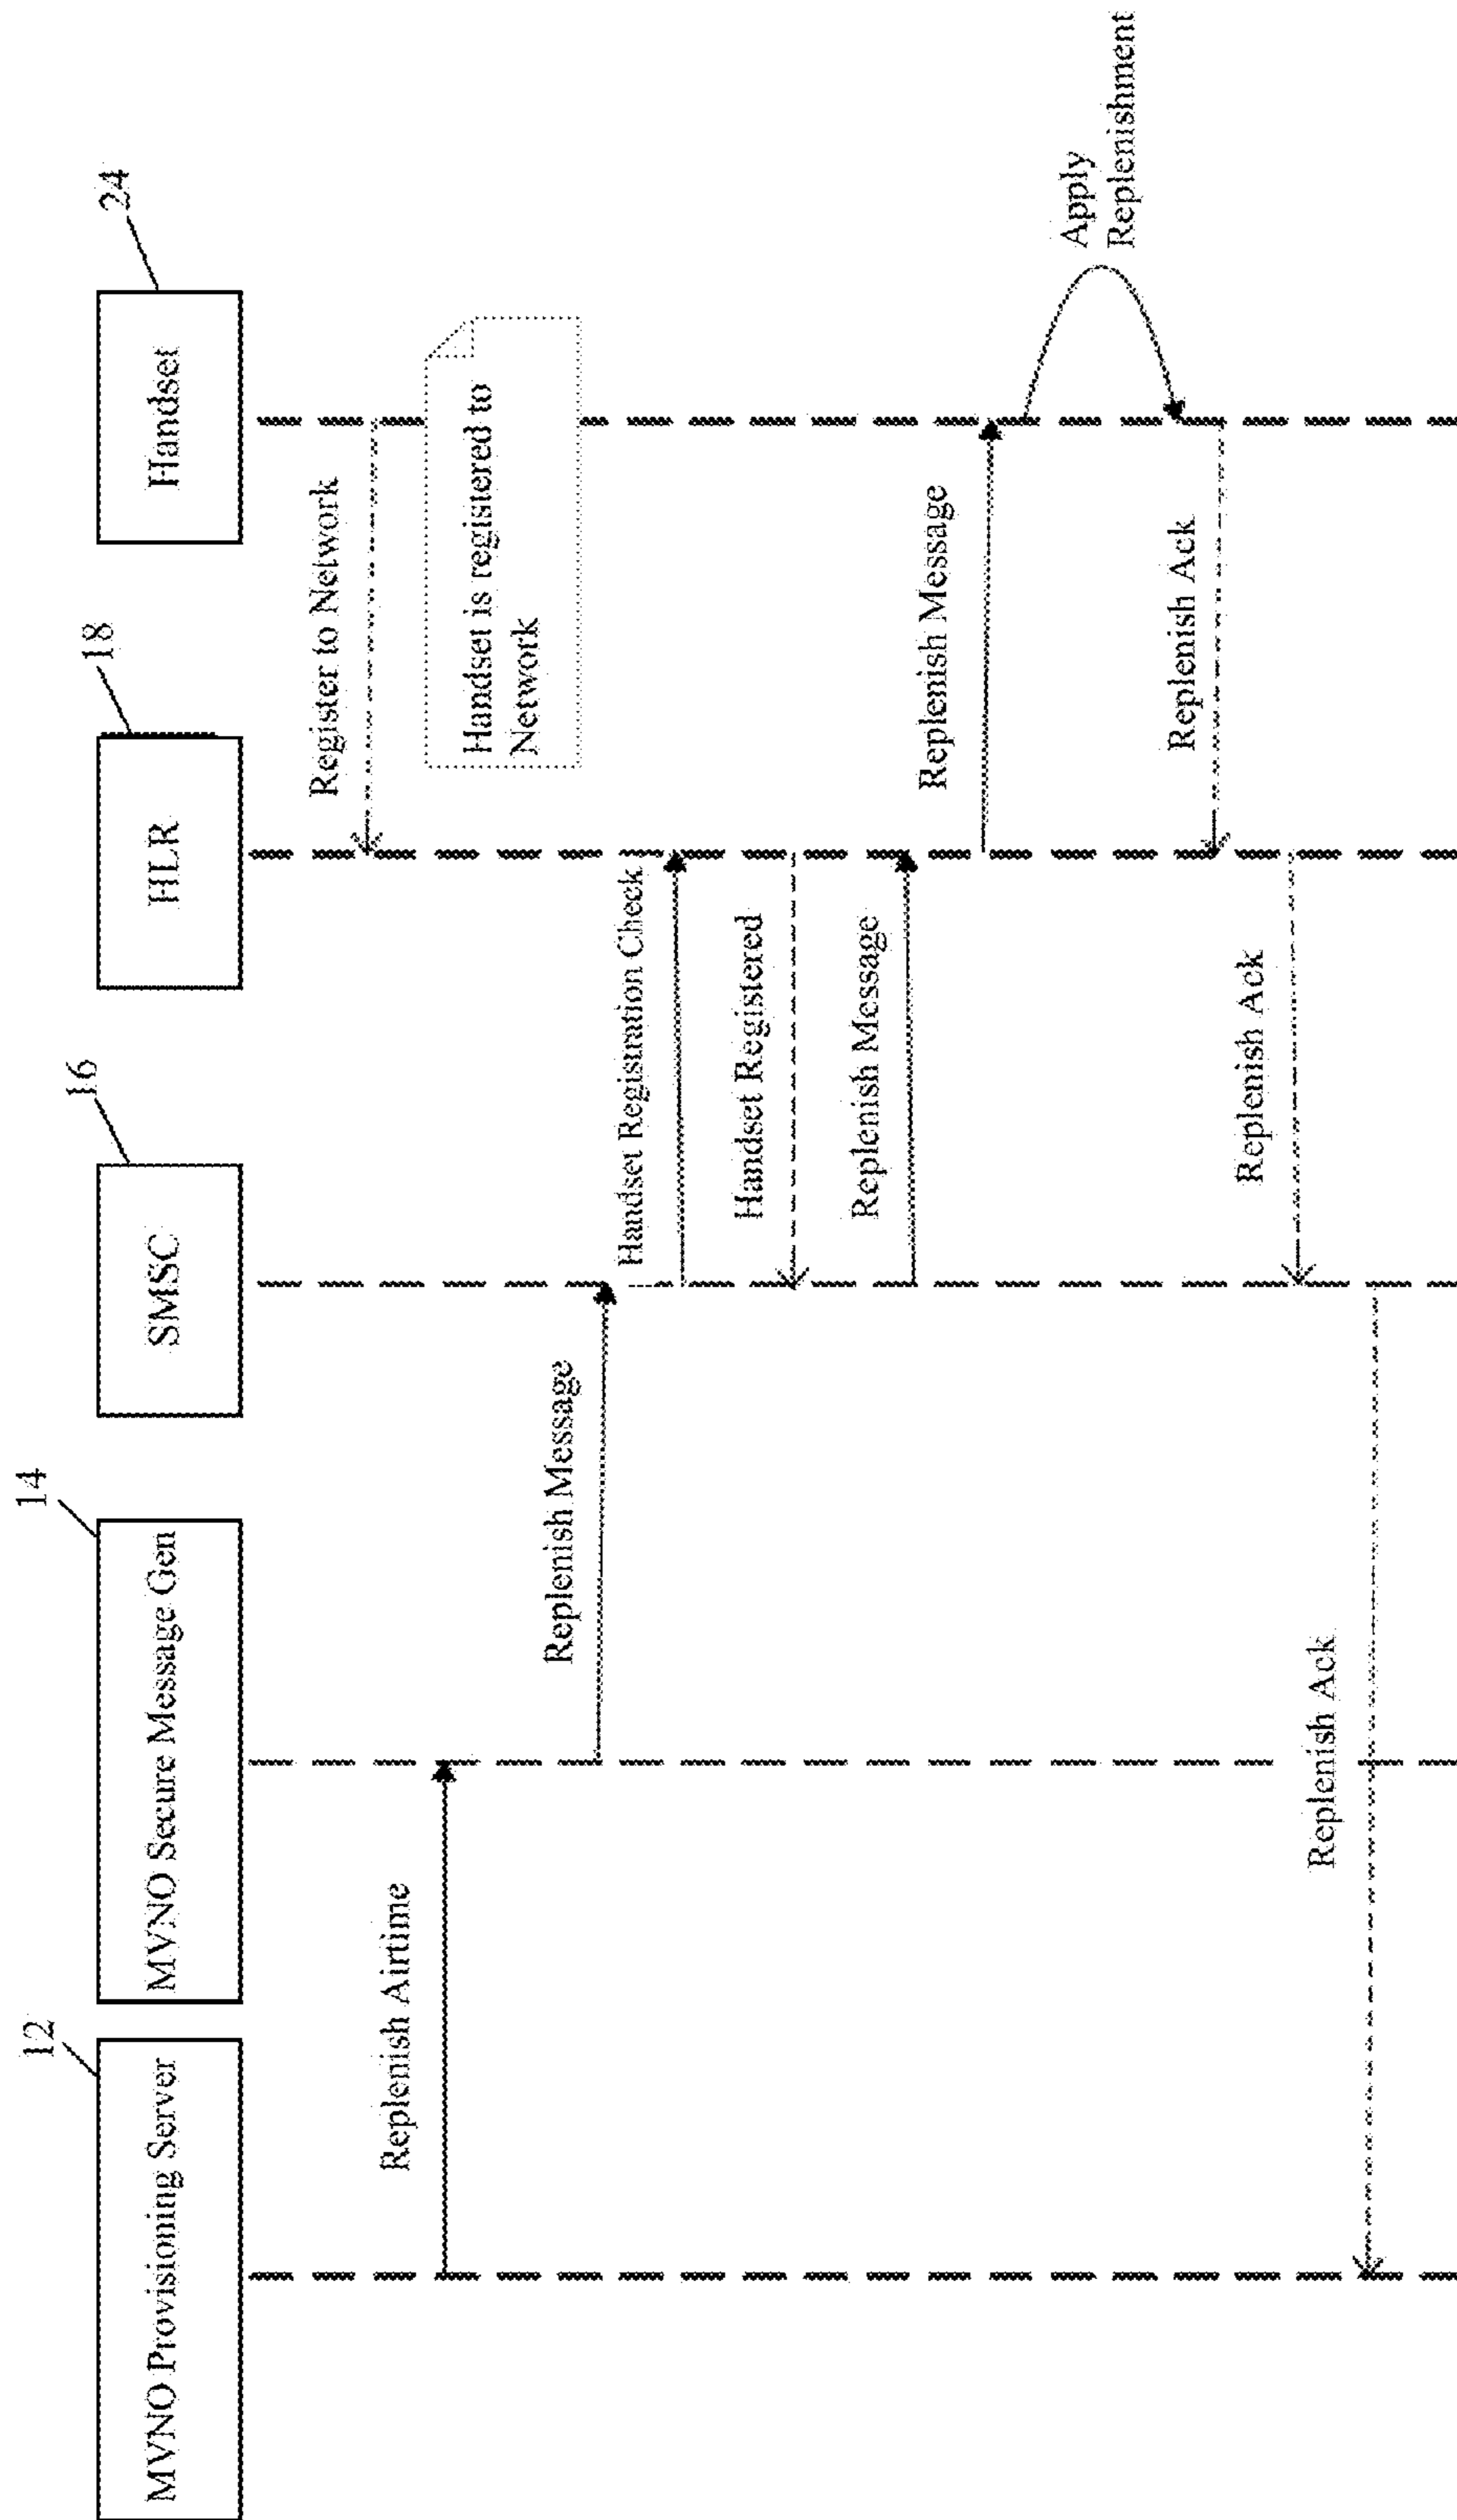 12
MVNO Provisioning Server
14
MVNO Secure Message Gen
16
SMSC
18
HLR
24
Handset
Register to Network
Replenish Airtime
Handset is registered to
Network
Replenish Message
Handset Registration Check
Handset Registered
Replenish Message
Replenish Message
Apply
Replenishment
Replenish Ack
Replenish Ack
Replenish Ack